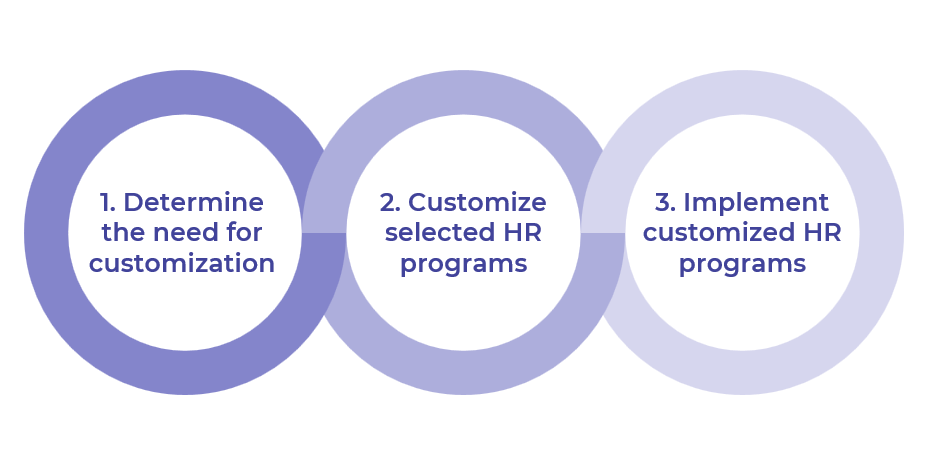 1. Determine
the need for
customization
2. Customize
selected HR
programs
3. Implement
customized HR
programs